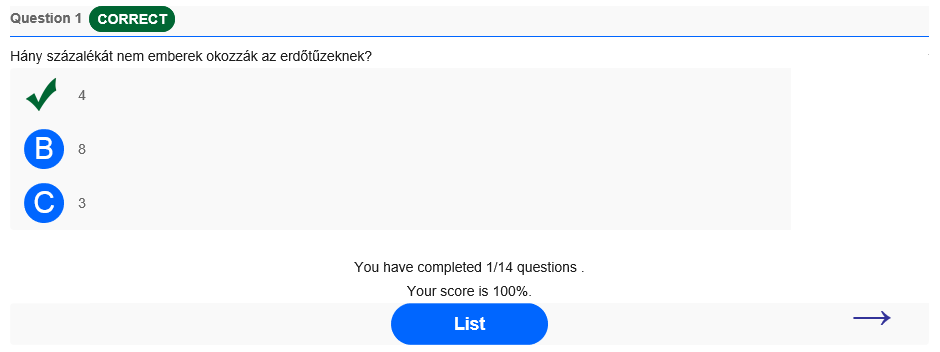 Question 1 CORRECT
Hány százalékát nem emberek okozzák az erdőtűzeknek?
4
B 8
C 3
You have completed 1/14 questions .
Your score is 100%.
List